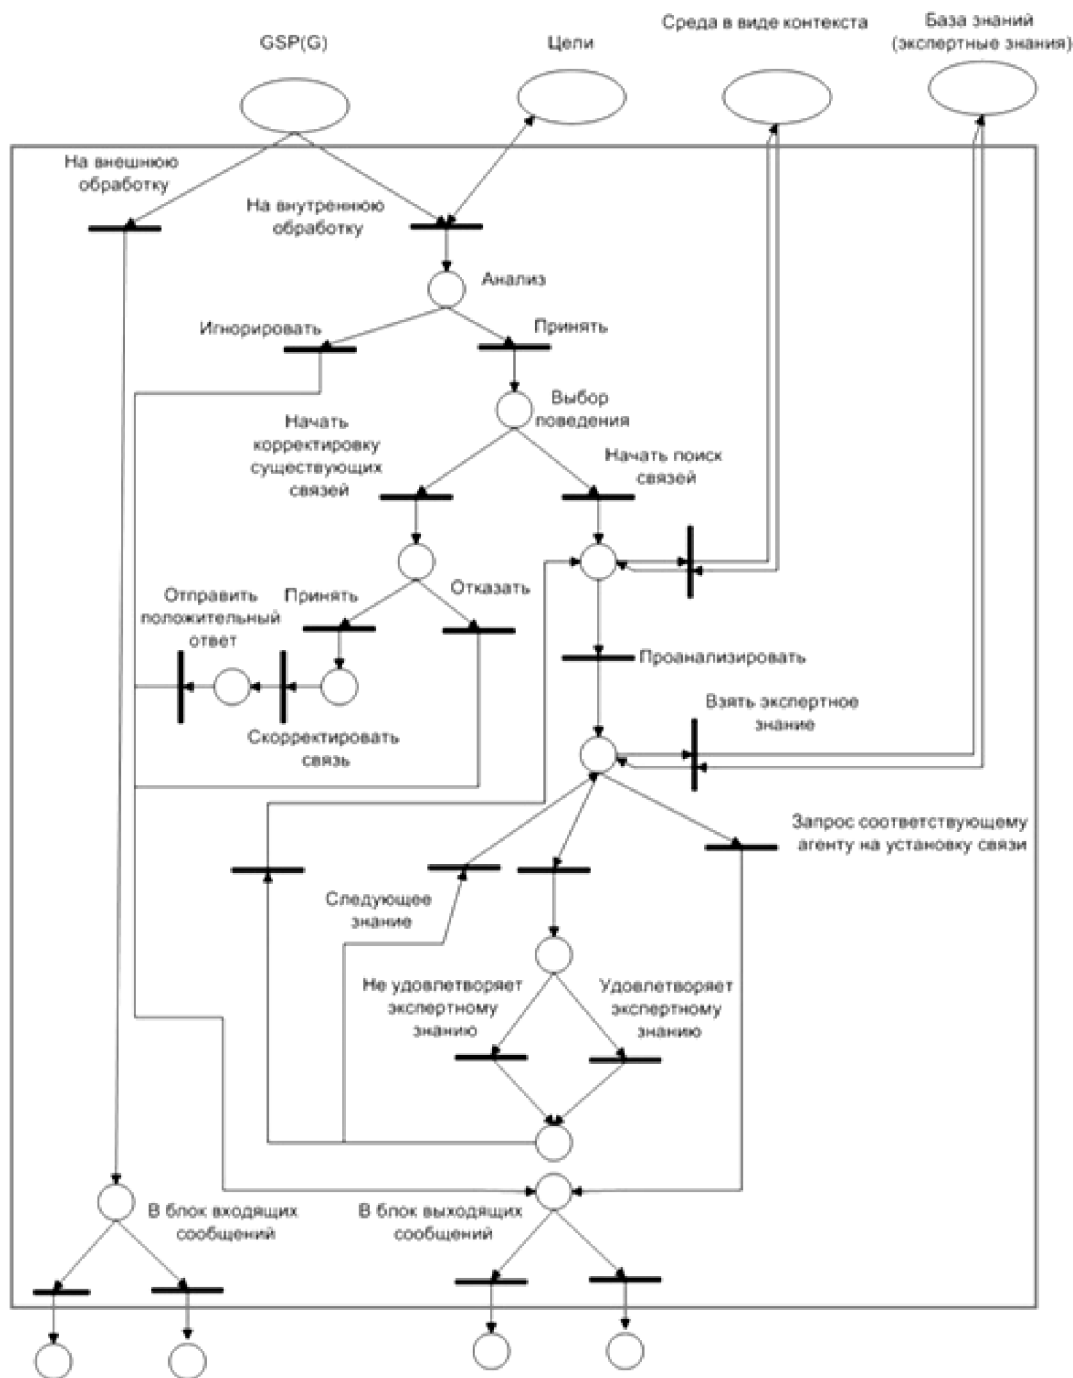 GSP(G)
Цели
Среда в виде контекста
База знаний
(экспертные знания)
На внешнюю
обработку
На внутреннюю
обработку
Анализ
Игнорировать
Принять
Выбор
поведения
Начать
корректировку
существующих
связей
Начать поиск
связей
Отправить
положительный
ответ
Принять
Отказать
Скорректировать
связь
Проанализировать
Взять экспертное
знание
Запрос соответствующему
агенту на установку связи
Следующее
знание
Не удовлетворяет
экспертному
знанию
Удовлетворяет
экспертному
знанию
В блок входящих
сообщений
В блок выходящих
сообщений